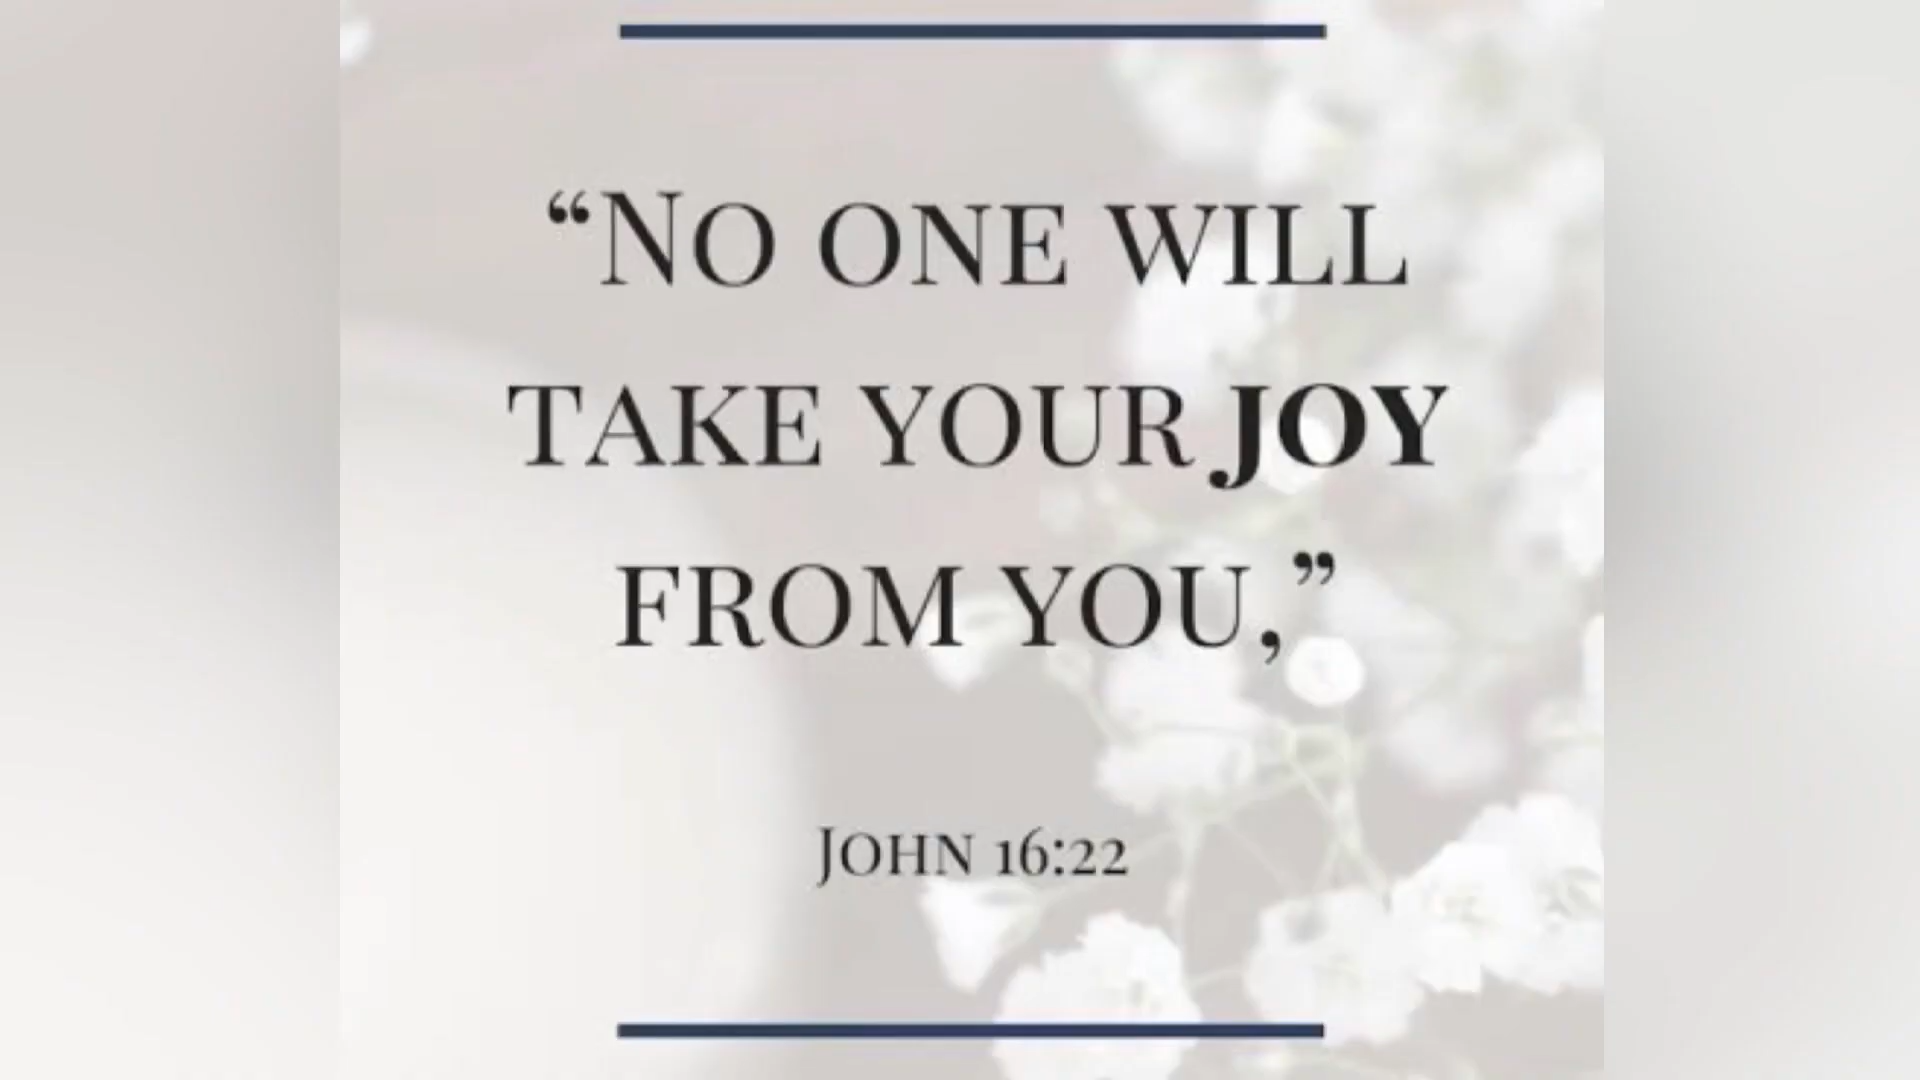 “No one will
take your joy
from you,”
John 16:22